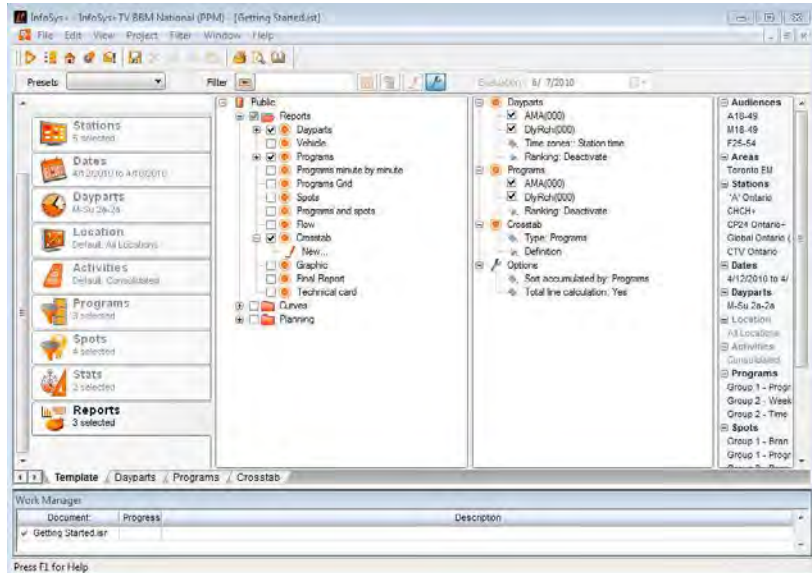 InfoSys+ - InfoSys+ TV BBM National (PPM) - [Getting Started.ist]
File Edit View Project Filter Window Help
Presets Filter Evaluation: 8/ 7/2010
Stations
5 selected
Dates
4/12/2010 to 4/18/2010
Dayparts
M-Su 2a-2a
Location
Default: All Locations
Activities
Default: Consolidated
Programs
3 selected
Spots
4 selected
Stats
2 selected
Reports
3 selected
Public
Reports
Dayparts
Vehicle
Programs
Programs minute by minute
Programs Grid
Spots
Programs and spots
Flow
Crosstab
New...
Graphic
Final Report
Technical card
Curves
Planning
Dayparts
AMA(000)
DlyRch(000)
Time zones: Station time
Ranking: Deactivate
Programs
AMA(000)
DlyRch(000)
Ranking: Deactivate
Crosstab
Type: Programs
Definition
Options
Sort accumulated by: Programs
Total line calculation: Yes
Audiences
A18-49
M18-49
F25-54
Areas
Toronto EM
Stations
'A' Ontario
CHCH+
CP24 Ontario+
Global Ontario (
CTV Ontario
Dates
4/12/2010 to 4/
Dayparts
M-Su 2a-2a
Location
All Locations
Activities
Consolidated
Programs
Group 1 - Progr
Group 2 - Week
Group 2 - Time
Spots
Group 1 - Bran
Group 1 - Progr
Template Dayparts Programs Crosstab
Work Manager
Document: Progress Description
Getting Started.isr
Press F1 for Help